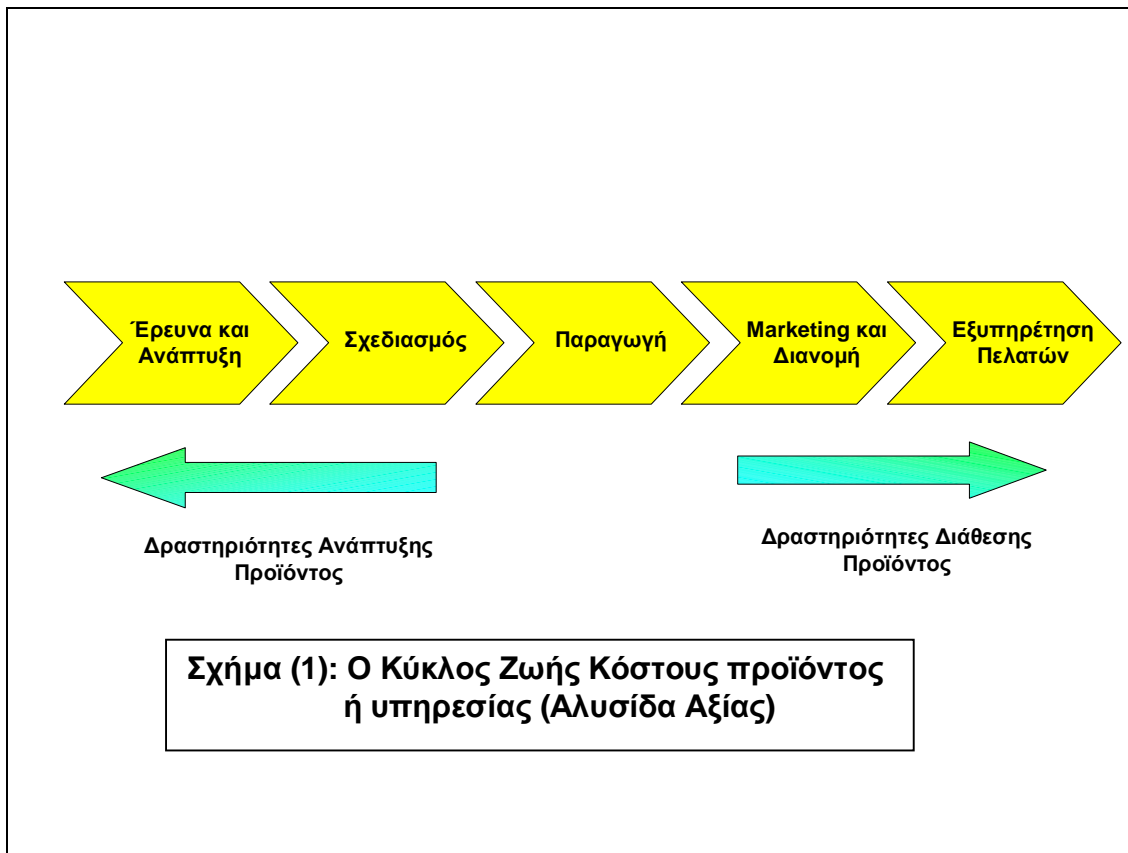 Έρευνα και
Ανάπτυξη
Σχεδιασμός
Παραγωγή
Marketing και
Διανομή
Εξυπηρέτηση
Πελατών
Δραστηριότητες Ανάπτυξης
Προϊόντος
Δραστηριότητες Διάθεσης
Προϊόντος
Σχήμα (1): Ο Κύκλος Ζωής Κόστους προϊόντος
ή υπηρεσίας (Αλυσίδα Αξίας)